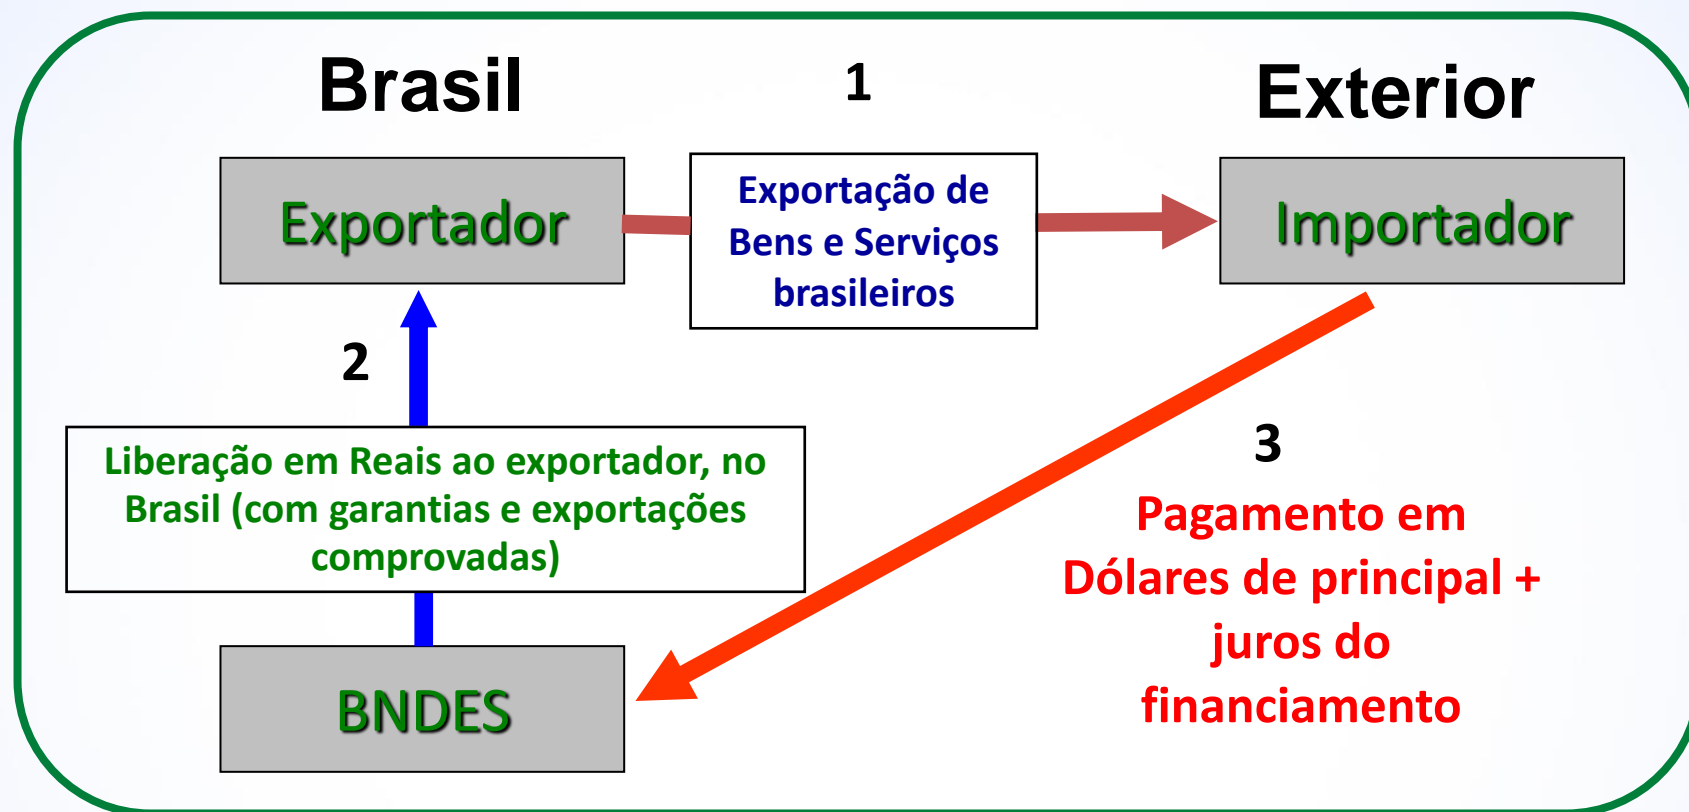 Brasil
1
Exterior
Exportador
Exportação de
Bens e Serviços
brasileiros
Importador
2
Liberação em Reais ao exportador, no
Brasil (com garantias e exportações
comprovadas)
3
Pagamento em
Dólares de principal +
juros do
financiamento
BNDES